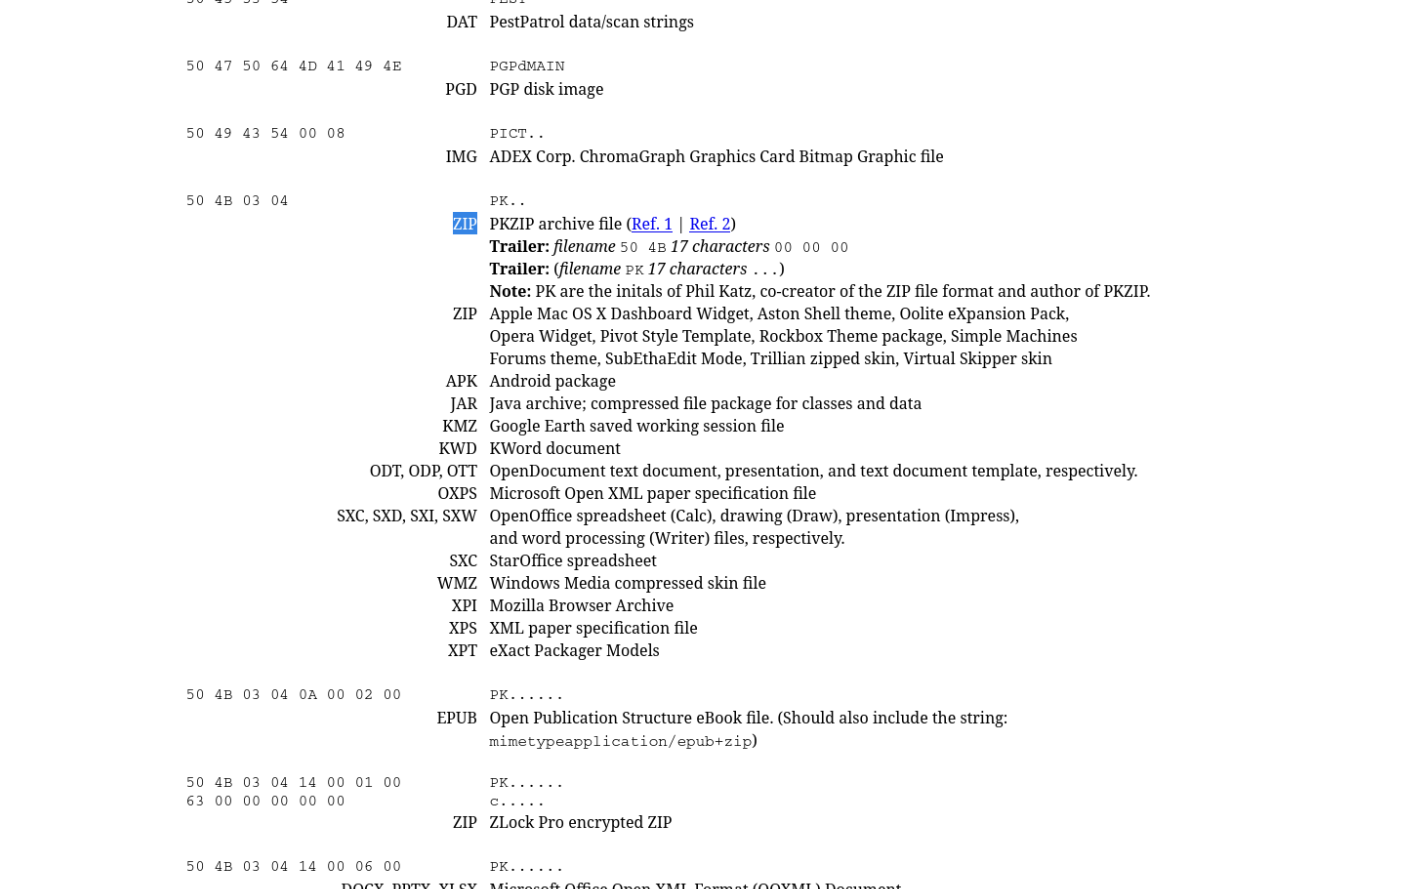 DAT PestPatrol data/scan strings
50 47 50 64 4D 41 49 4E PGPdMAIN
PGD PGP disk image
50 49 43 54 00 08 PICT..
IMG ADEX Corp. ChromaGraph Graphics Card Bitmap Graphic file
50 4B 03 04 PK..
ZIP PKZIP archive file (Ref. 1 | Ref. 2)
Trailer: filename 50 4B 17 characters 00 00 00
Trailer: (filename PK 17 characters ...)
Note: PK are the initals of Phil Katz, co-creator of the ZIP file format and author of PKZIP.
ZIP Apple Mac OS X Dashboard Widget, Aston Shell theme, Oolite eXpansion Pack,
Opera Widget, Pivot Style Template, Rockbox Theme package, Simple Machines
Forums theme, SubEthaEdit Mode, Trillian zipped skin, Virtual Skipper skin
APK Android package
JAR Java archive; compressed file package for classes and data
KMZ Google Earth saved working session file
KWD KWord document
ODT, ODP, OTT OpenDocument text document, presentation, and text document template, respectively.
OXPS Microsoft Open XML paper specification file
SXC, SXD, SXI, SXW OpenOffice spreadsheet (Calc), drawing (Draw), presentation (Impress),
and word processing (Writer) files, respectively.
SXC StarOffice spreadsheet
WMZ Windows Media compressed skin file
XPI Mozilla Browser Archive
XPS XML paper specification file
XPT eXact Packager Models
50 4B 03 04 0A 00 02 00 PK......
EPUB Open Publication Structure eBook file. (Should also include the string:
mimetypeapplication/epub+zip)
50 4B 03 04 14 00 01 00 PK......
63 00 00 00 00 00 c.....
ZIP ZLock Pro encrypted ZIP
50 4B 03 04 14 00 06 00 PK......
DOCX, PPTX, XLSX Microsoft Office Open XML Format (OOXML) Document